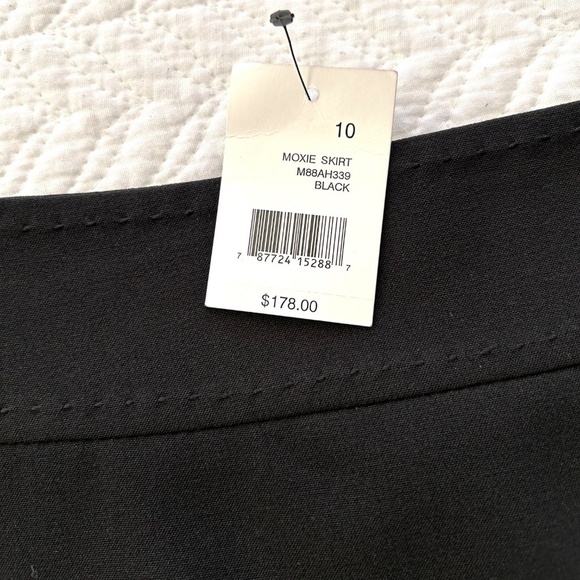 10
MOXIE SKIRT
M88AH339
BLACK
7 87724 15288 7
$178.00